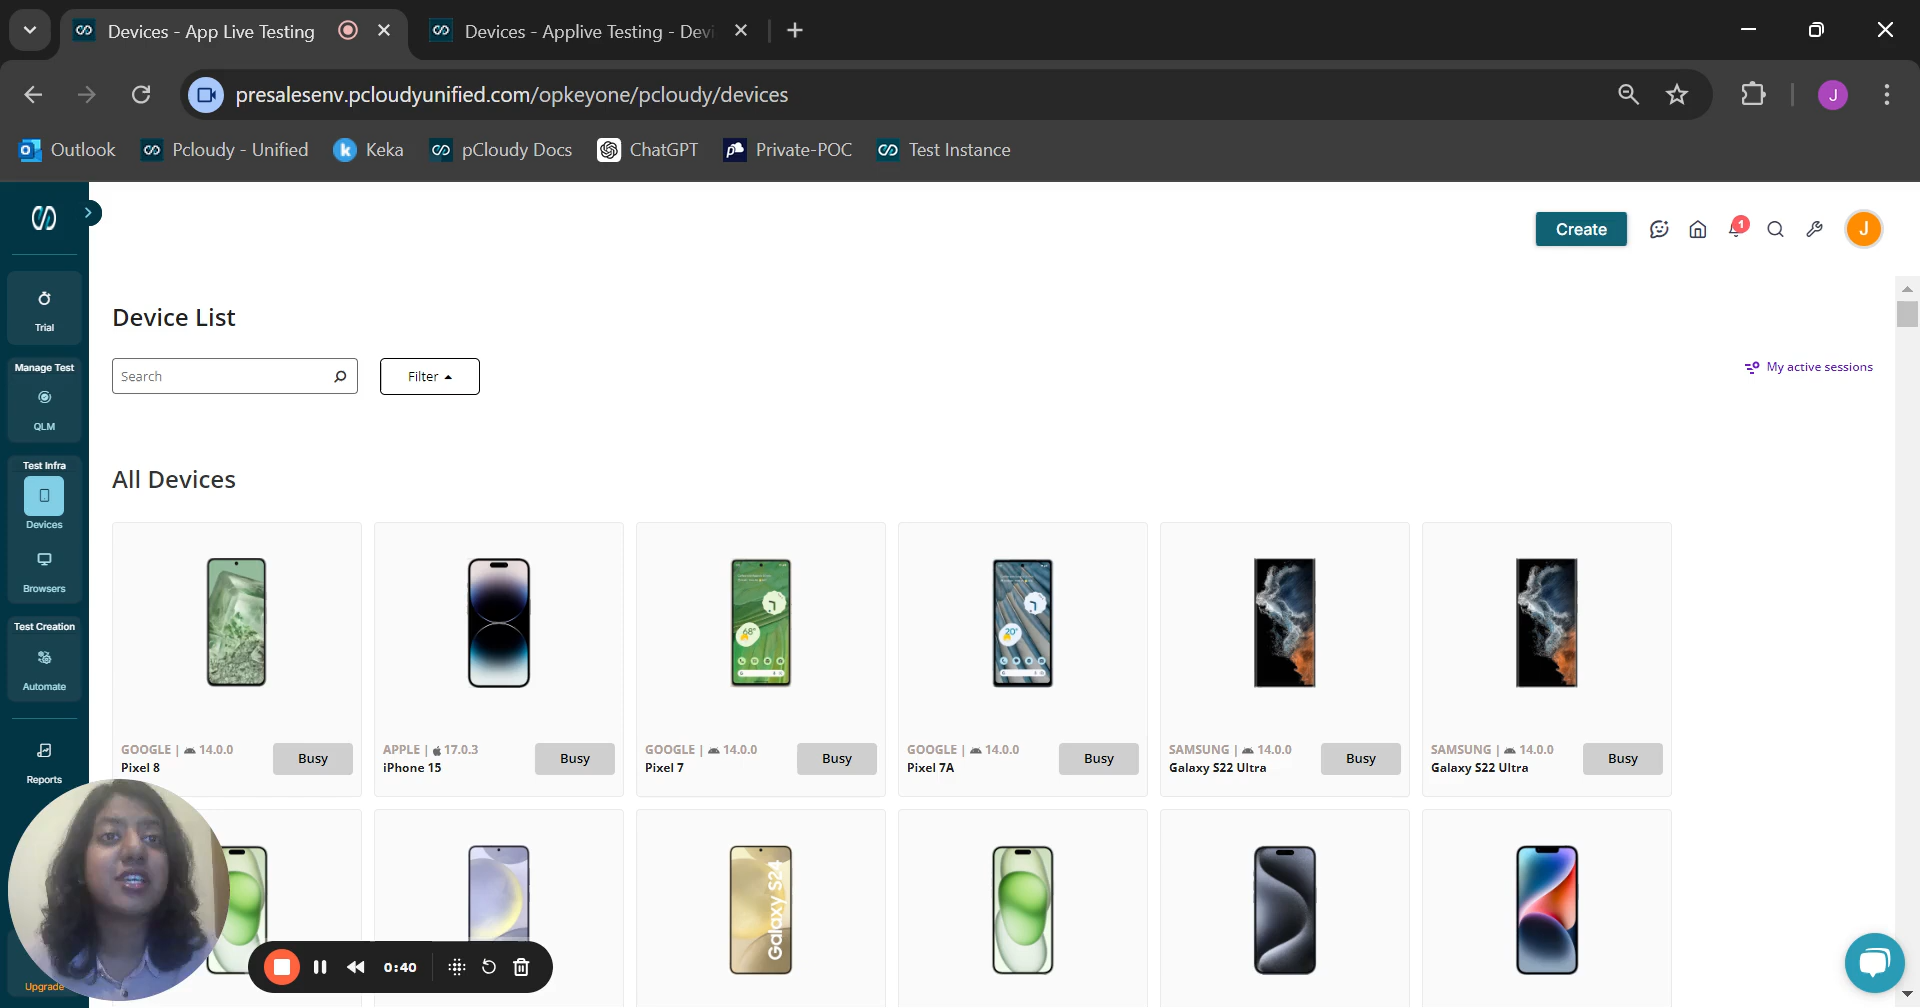 Devices - App Live Testing
Devices - Applive Testing - Devi
presalesenv.pcloudyunified.com/opkeyone/pcloudy/devices
J
Outlook
Pcloudy - Unified
Keka
pCloudy Docs
ChatGPT
Private-POC
Test Instance
Create
1
J
Trial
Manage Test
QLM
Test Infra
Devices
Browsers
Test Creation
Automate
Reports
Upgrade
Device List
Search
Filter
My active sessions
All Devices
68°
20°
GOOGLE | 14.0.0
Pixel 8
Busy
APPLE | 17.0.3
iPhone 15
Busy
GOOGLE | 14.0.0
Pixel 7
Busy
GOOGLE | 14.0.0
Pixel 7A
Busy
SAMSUNG | 14.0.0
Galaxy S22 Ultra
Busy
SAMSUNG | 14.0.0
Galaxy S22 Ultra
Busy
Galaxy S24
0:40